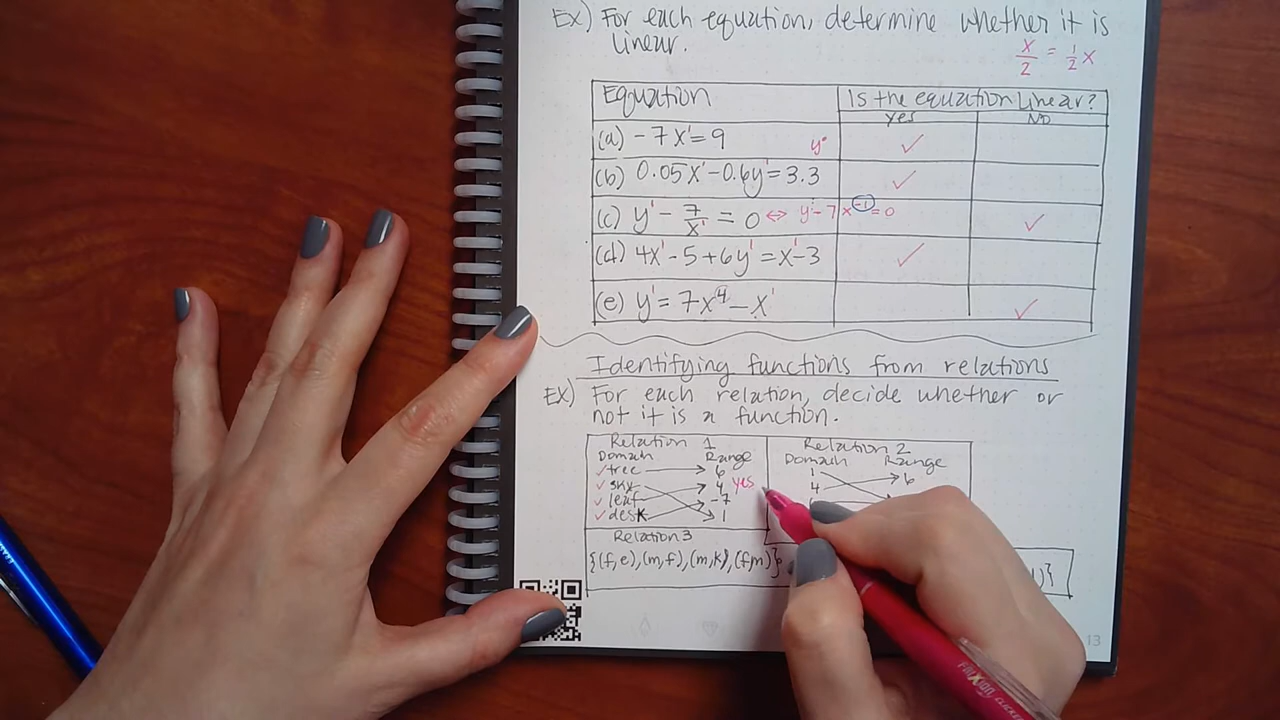 Ex) For each equation, determine whether it is
linear.
x/2 = 1/2 x
Equation
Is the equation linear?
Yes
No
(a) -7x¹=9
y⁰
✓
(b) 0.05x¹-0.6y¹=3.3
✓
(c) y¹ - 7/x¹ = 0 ⇔ y¹-7x⁻¹=0
✓
(d) 4x¹-5+6y¹=x¹-3
✓
(e) y¹=7x⁴-x¹
✓
Identifying functions from relations
EX) For each relation, decide whether or
not it is a function.
Relation 1
Domain Range
✓tree 6
✓sky 4 yes
✓leaf -7
✓desk 1
Relation 2
Domain Range
1 6
4
Relation 3
{(f,e),(m,f),(m,k),(f,m)}
)}
FRIXION CLICKER
13